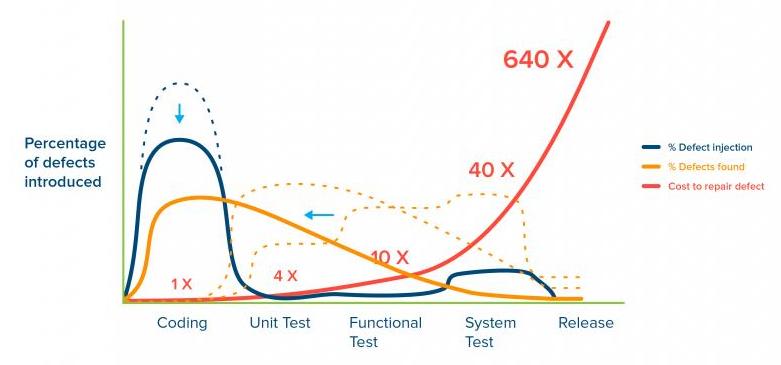 640 X
Percentage
of defects
introduced
% Defect injection
% Defects found
Cost to repair defect
40 X
10 X
4 X
1 X
Coding
Unit Test
Functional
Test
System
Test
Release